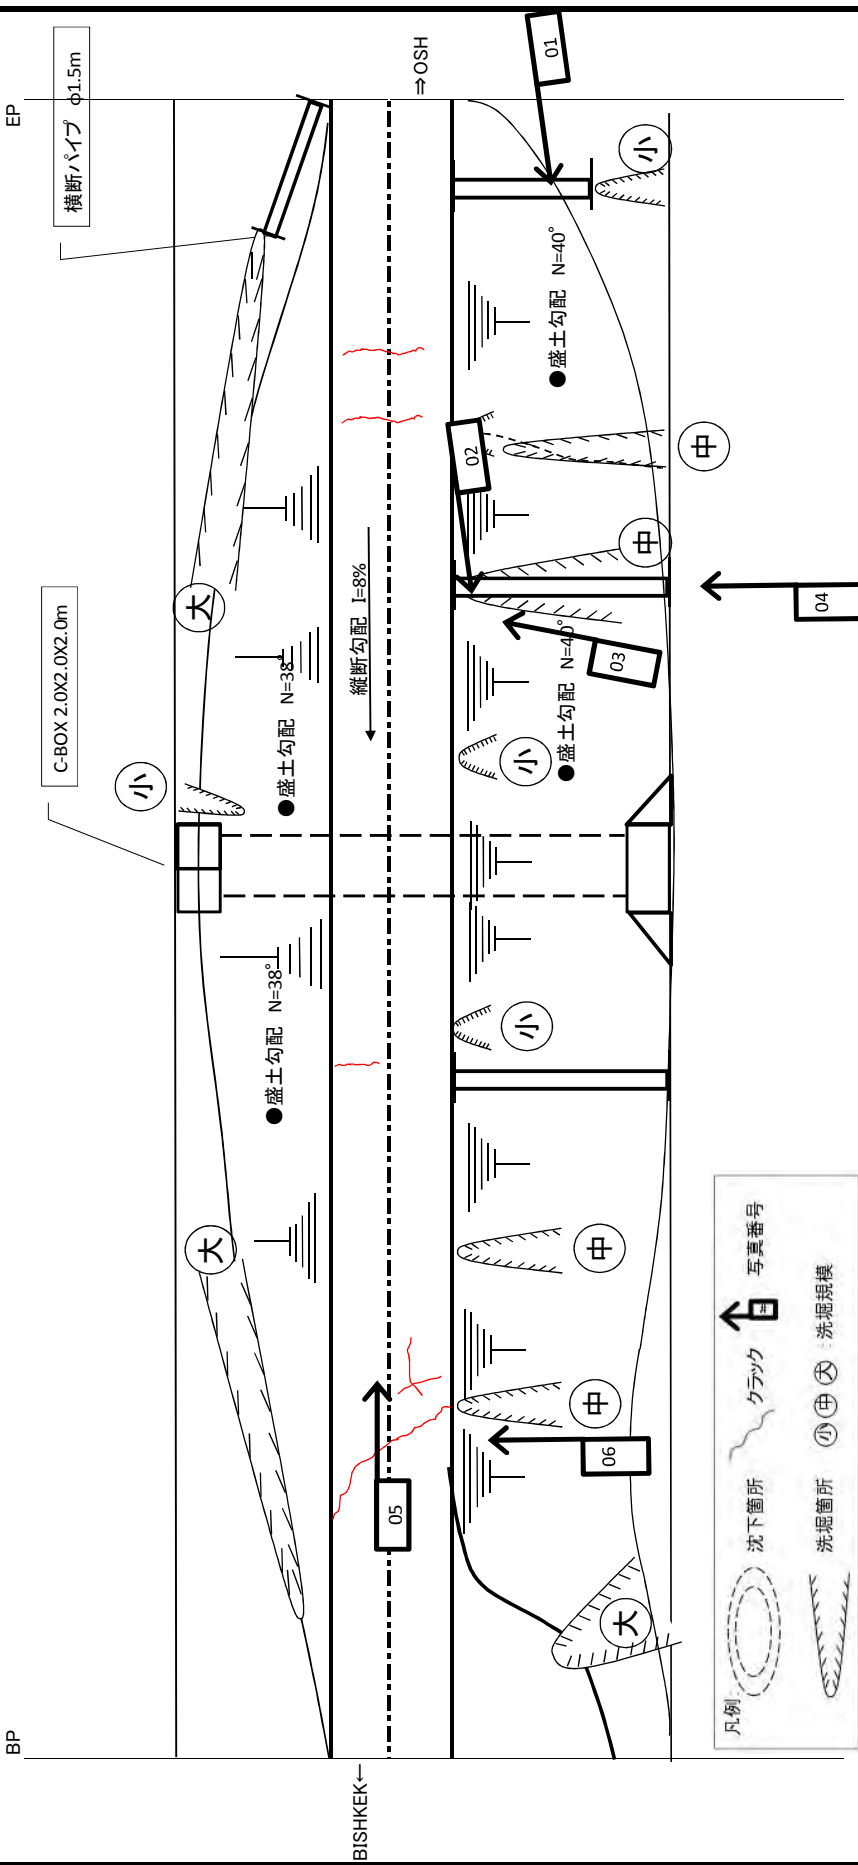 BP
EP
横断パイプ Φ1.5m
C-BOX 2.0X2.0X2.0m
大
小
大
●盛土勾配 N=38°
●盛土勾配 N=38°
BISHKEK←
⇒OSH
縦断勾配 I=8%
05
01
02
03
04
06
●盛土勾配 N=40°
●盛土勾配 N=40°
大
中
中
小
小
中
中
小
凡例:
沈下箇所
クラック
# 写真番号
洗堀箇所
小 中 大 : 洗堀規模